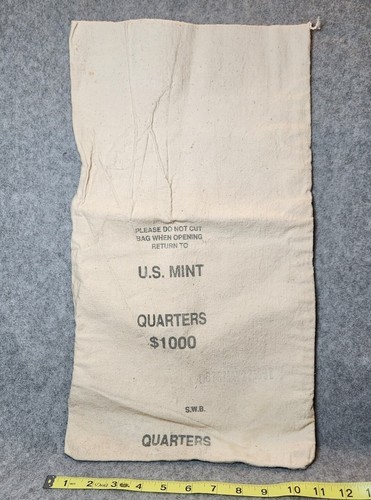 PLEASE DO NOT CUT
BAG WHEN OPENING
RETURN TO
U.S. MINT
QUARTERS
$1000
S.W.B.
QUARTERS
1 2 3 4 5 6 7 8 9 10 11 12 1